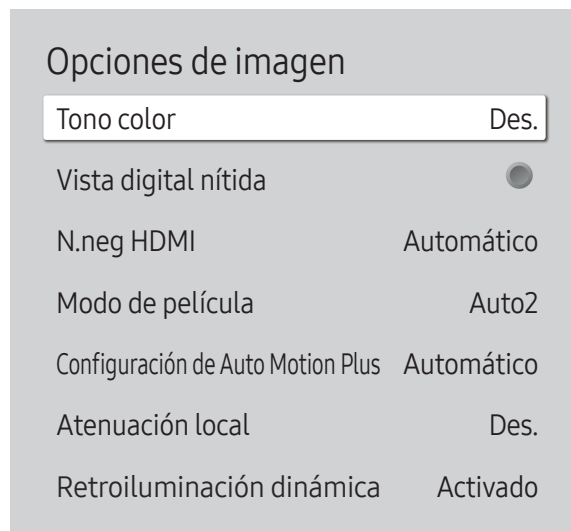 Opciones de imagen
Tono color Des.
Vista digital nítida
N.neg HDMI Automático
Modo de película Auto2
Configuración de Auto Motion Plus Automático
Atenuación local Des.
Retroiluminación dinámica Activado